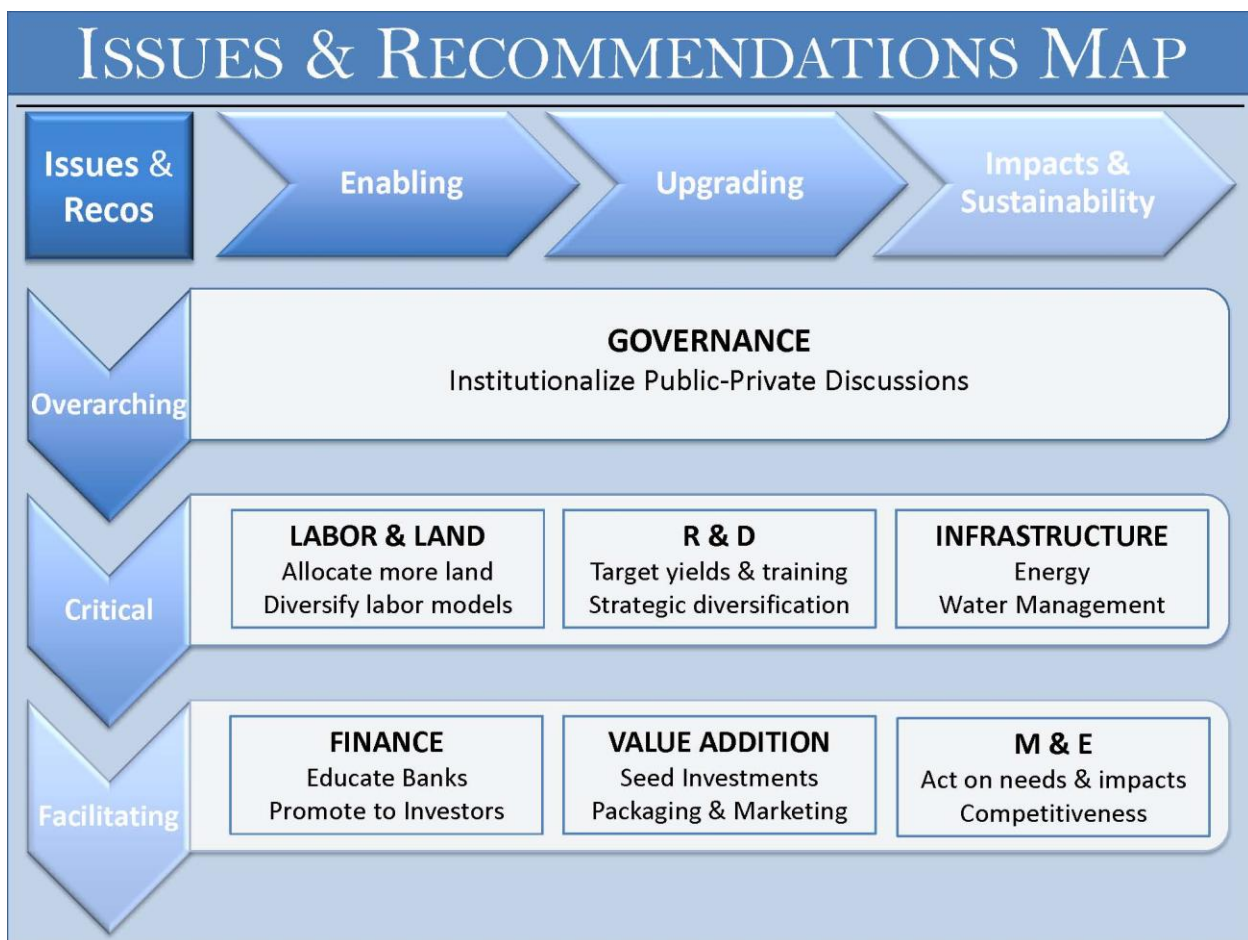 ISSUES & RECOMMENDATIONS MAP
Issues &
Recos
Enabling
Upgrading
Impacts &
Sustainability
Overarching
GOVERNANCE
Institutionalize Public-Private Discussions
Critical
LABOR & LAND
Allocate more land
Diversify labor models
R & D
Target yields & training
Strategic diversification
INFRASTRUCTURE
Energy
Water Management
Facilitating
FINANCE
Educate Banks
Promote to Investors
VALUE ADDITION
Seed Investments
Packaging & Marketing
M & E
Act on needs & impacts
Competitiveness